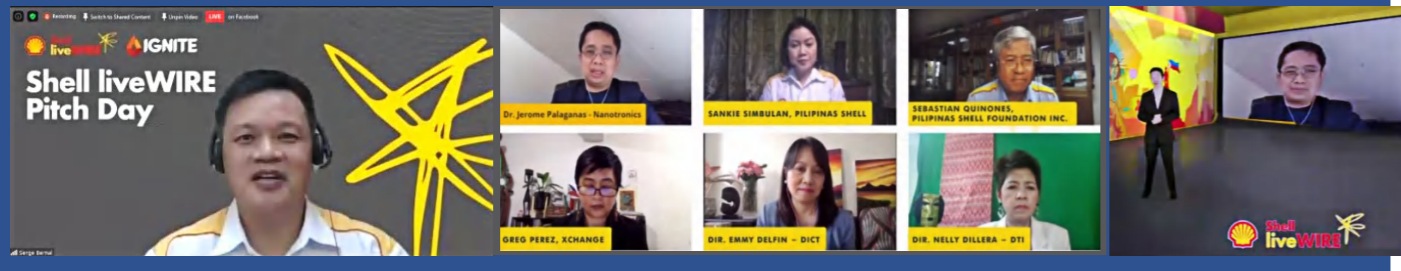 Recording Switch to Shared Content Unpin Video LIVE on Facebook
Shell
liveWIRE IGNITE
Shell liveWIRE
Pitch Day
Serge Bernal
Dr. Jerome Palaganas - Nanotronics
SANKIE SIMBULAN, PILIPINAS SHELL
SEBASTIAN QUINONES,
PILIPINAS SHELL FOUNDATION INC.
GREG PEREZ, XCHANGE
DIR. EMMY DELFIN – DICT
DIR. NELLY DILLERA – DTI
Shell
liveWIRE